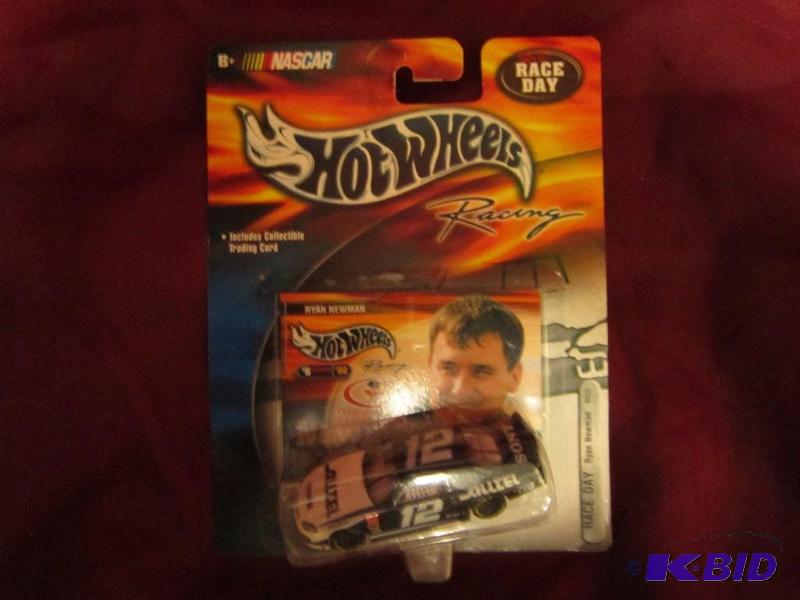 8+ NASCAR
RACE
DAY
HOT WHEELS
Racing
• Includes Collectible
Trading Card
RYAN NEWMAN
HOT WHEELS
Racing
'02
12
SONY
ALLTEL
ALLTEL
12
RACE DAY Ryan Newman
© K-BID